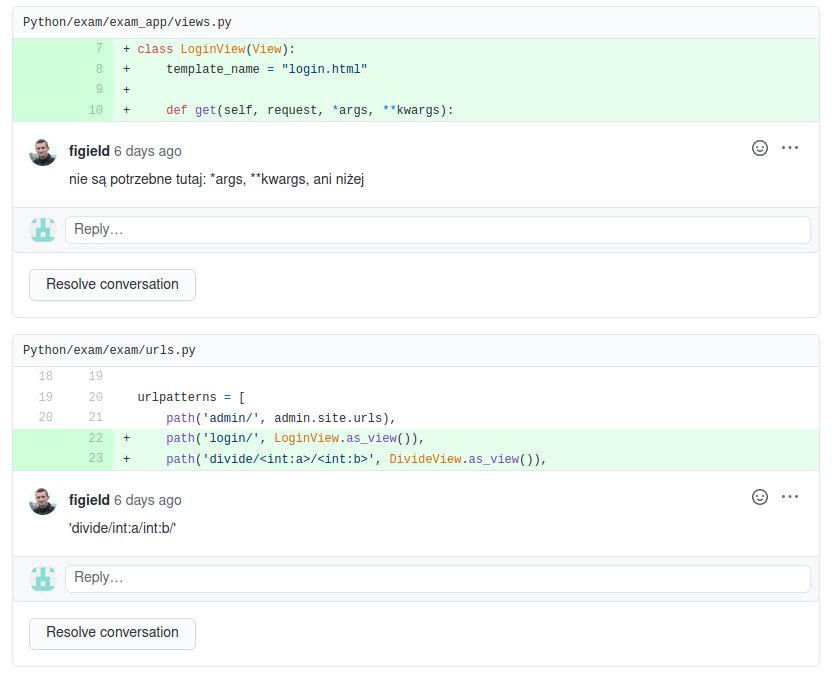 Python/exam/exam_app/views.py
7 + class LoginView(View):
8 + template_name = "login.html"
9 +
10 + def get(self, request, *args, **kwargs):
figield 6 days ago
nie są potrzebne tutaj: *args, **kwargs, ani niżej
Reply…
Resolve conversation
Python/exam/exam/urls.py
18 19
19 20 urlpatterns = [
20 21 path('admin/', admin.site.urls),
22 + path('login/', LoginView.as_view()),
23 + path('divide/<int:a>/<int:b>', DivideView.as_view()),
figield 6 days ago
'divide/int:a/int:b/'
Reply…
Resolve conversation